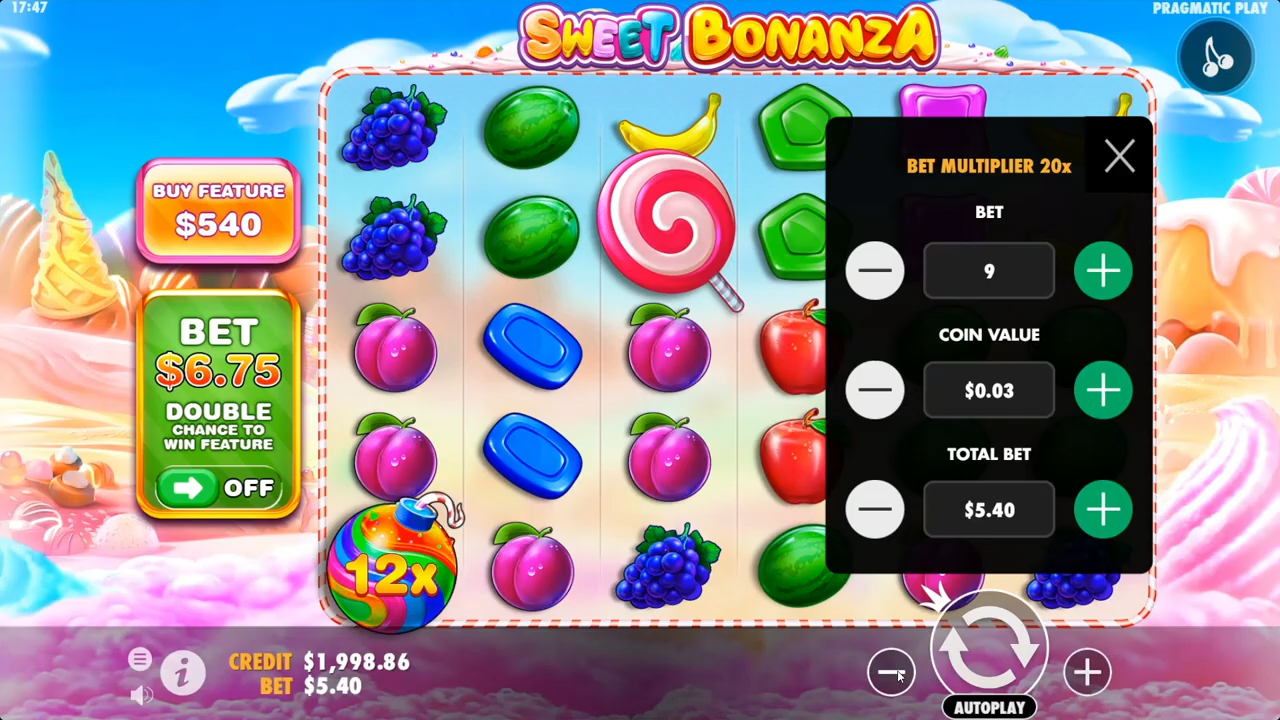 17:47
PRAGMATIC PLAY
SWEET BONANZA
BUY FEATURE
$540
BET
$6.75
DOUBLE
CHANCE TO
WIN FEATURE
OFF
12x
BET MULTIPLIER 20x
BET
9
COIN VALUE
$0.03
TOTAL BET
$5.40
CREDIT $1,998.86
BET $5.40
AUTOPLAY